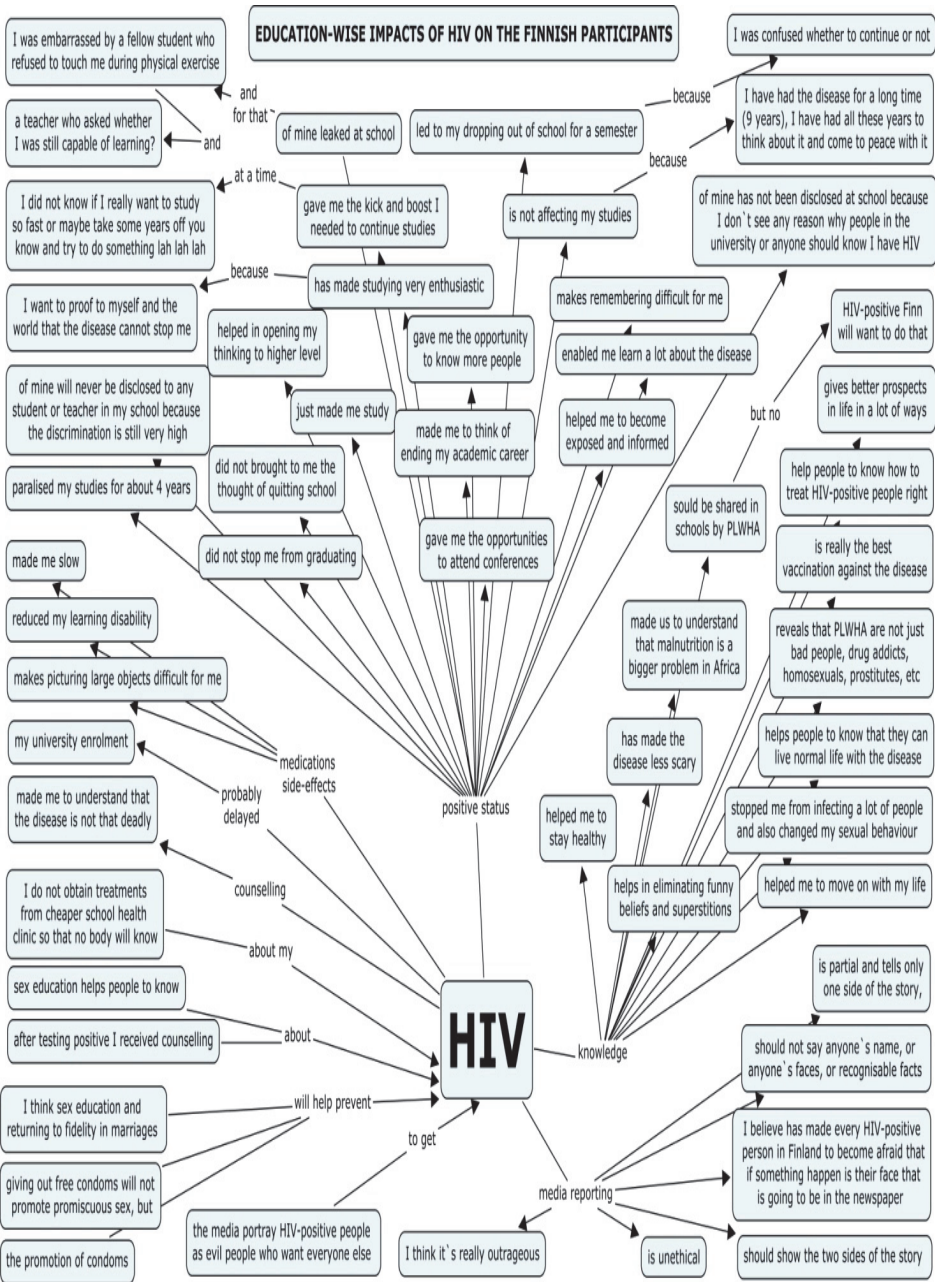 EDUCATION-WISE IMPACTS OF HIV ON THE FINNISH PARTICIPANTS
I was embarrassed by a fellow student who
refused to touch me during physical exercise
and
for that
a teacher who asked whether
I was still capable of learning?
and
of mine leaked at school
led to my dropping out of school for a semester
because
I was confused whether to continue or not
I have had the disease for a long time
(9 years), I have had all these years to
think about it and come to peace with it
because
at a time
I did not know if I really want to study
so fast or maybe take some years off you
know and try to do something lah lah lah
gave me the kick and boost I
needed to continue studies
is not affecting my studies
of mine has not been disclosed at school because
I don`t see any reason why people in the
university or anyone should know I have HIV
because
has made studying very enthusiastic
I want to proof to myself and the
world that the disease cannot stop me
makes remembering difficult for me
HIV-positive Finn
will want to do that
helped in opening my
thinking to higher level
gave me the opportunity
to know more people
enabled me learn a lot about the disease
of mine will never be disclosed to any
student or teacher in my school because
the discrimination is still very high
just made me study
made me to think of
ending my academic career
helped me to become
exposed and informed
but no
gives better prospects
in life in a lot of ways
paralised my studies for about 4 years
did not brought to me the
thought of quitting school
help people to know how to
treat HIV-positive people right
sould be shared in
schools by PLWHA
made me slow
did not stop me from graduating
gave me the opportunities
to attend conferences
is really the best
vaccination against the disease
reduced my learning disability
made us to understand
that malnutrition is a
bigger problem in Africa
reveals that PLWHA are not just
bad people, drug addicts,
homosexuals, prostitutes, etc
makes picturing large objects difficult for me
my university enrolment
medications
side-effects
has made the
disease less scary
helps people to know that they can
live normal life with the disease
made me to understand that
the disease is not that deadly
probably
delayed
positive status
helped me to
stay healthy
stopped me from infecting a lot of people
and also changed my sexual behaviour
I do not obtain treatments
from cheaper school health
clinic so that no body will know
counselling
helps in eliminating funny
beliefs and superstitions
helped me to move on with my life
about my
sex education helps people to know
is partial and tells only
one side of the story,
after testing positive I received counselling
about
HIV
knowledge
should not say anyone`s name, or
anyone`s faces, or recognisable facts
I think sex education and
returning to fidelity in marriages
will help prevent
to get
I believe has made every HIV-positive
person in Finland to become afraid that
if something happen is their face that
is going to be in the newspaper
giving out free condoms will not
promote promiscuous sex, but
media reporting
the promotion of condoms
the media portray HIV-positive people
as evil people who want everyone else
I think it`s really outrageous
is unethical
should show the two sides of the story